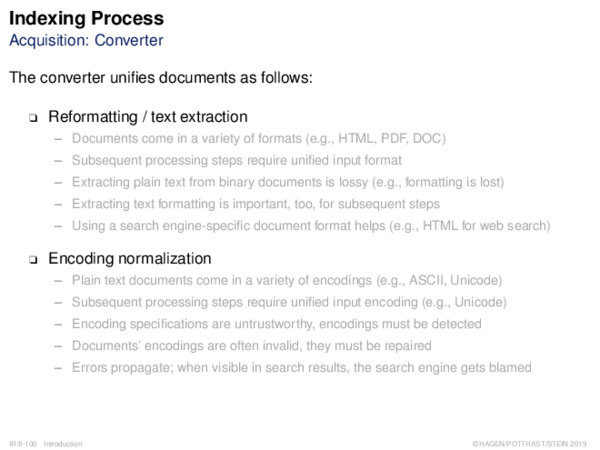 Indexing Process
Acquisition: Converter
The converter unifies documents as follows:
❑ Reformatting / text extraction
– Documents come in a variety of formats (e.g., HTML, PDF, DOC)
– Subsequent processing steps require unified input format
– Extracting plain text from binary documents is lossy (e.g., formatting is lost)
– Extracting text formatting is important, too, for subsequent steps
– Using a search engine-specific document format helps (e.g., HTML for web search)
❑ Encoding normalization
– Plain text documents come in a variety of encodings (e.g., ASCII, Unicode)
– Subsequent processing steps require unified input encoding (e.g., Unicode)
– Encoding specifications are untrustworthy, encodings must be detected
– Documents' encodings are often invalid, they must be repaired
– Errors propagate; when visible in search results, the search engine gets blamed
IR:II-100 Introduction ©HAGEN/POTTHAST/STEIN 2019